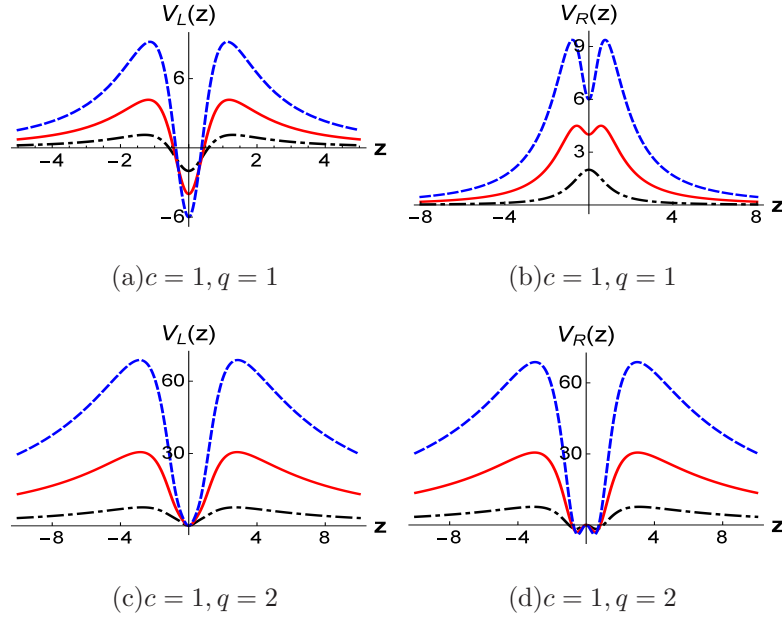 V_L(z)
6
-6
-4
-2
2
4
z
(a)c = 1, q = 1
V_R(z)
9
6
3
-8
-4
4
8
z
(b)c = 1, q = 1
V_L(z)
60
30
-8
-4
4
8
z
(c)c = 1, q = 2
V_R(z)
60
30
-8
-4
4
8
z
(d)c = 1, q = 2